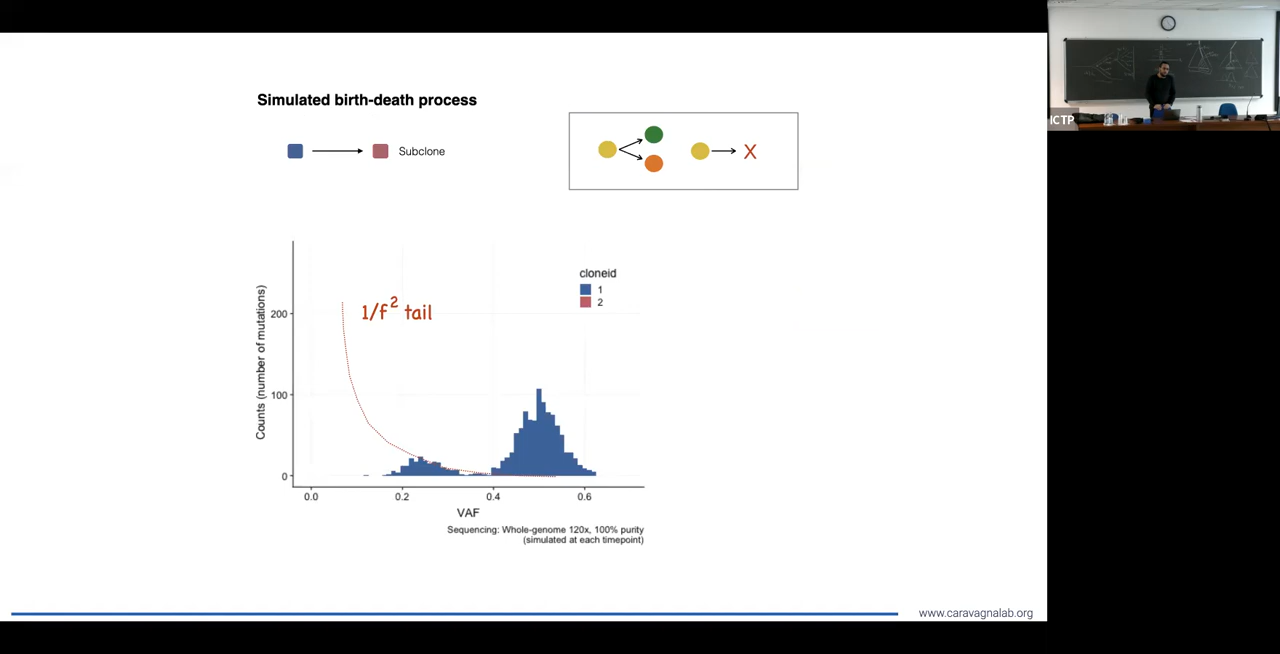 Simulated birth-death process
Subclone
X
ICTP
1/f² tail
cloneid
1
2
Counts (number of mutations)
200
100
0
0.0
0.2
0.4
0.6
VAF
Sequencing: Whole-genome 120x, 100% purity
(simulated at each timepoint)
www.caravagnalab.org